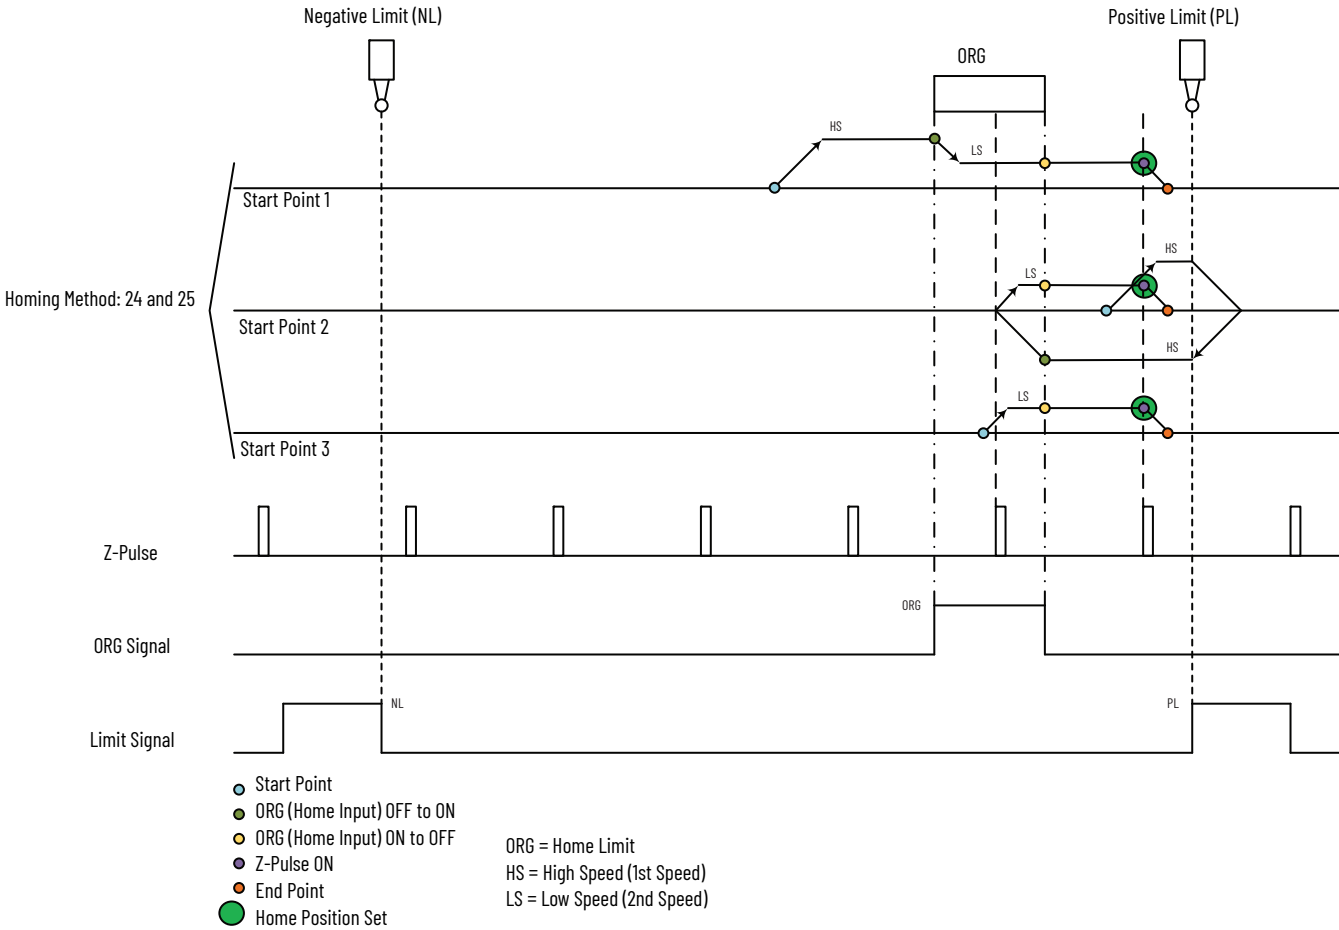 Negative Limit (NL)
Positive Limit (PL)
ORG
HS
LS
Start Point 1
HS
LS
Homing Method: 24 and 25
Start Point 2
HS
LS
Start Point 3
Z-Pulse
ORG
ORG Signal
NL
PL
Limit Signal
Start Point
ORG (Home Input) OFF to ON
ORG (Home Input) ON to OFF
Z-Pulse ON
End Point
Home Position Set
ORG = Home Limit
HS = High Speed (1st Speed)
LS = Low Speed (2nd Speed)